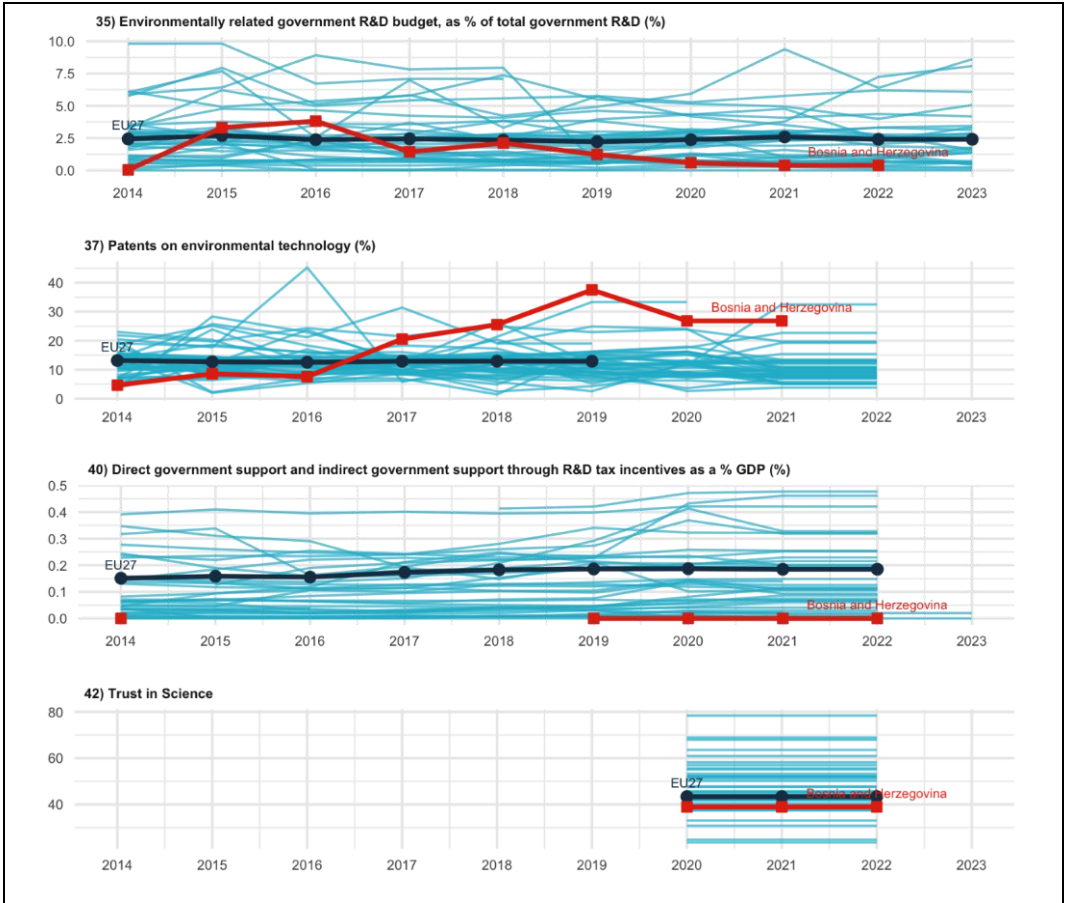 35) Environmentally related government R&D budget, as % of total government R&D (%)
10.0
7.5
5.0
EU27
2.5
Bosnia and Herzegovina
0.0
2014 2015 2016 2017 2018 2019 2020 2021 2022 2023
37) Patents on environmental technology (%)
40
30
Bosnia and Herzegovina
20
EU27
10
0
2014 2015 2016 2017 2018 2019 2020 2021 2022 2023
40) Direct government support and indirect government support through R&D tax incentives as a % GDP (%)
0.5
0.4
0.3
0.2
EU27
0.1
Bosnia and Herzegovina
0.0
2014 2015 2016 2017 2018 2019 2020 2021 2022 2023
42) Trust in Science
80
60
EU27
40
Bosnia and Herzegovina
2014 2015 2016 2017 2018 2019 2020 2021 2022 2023